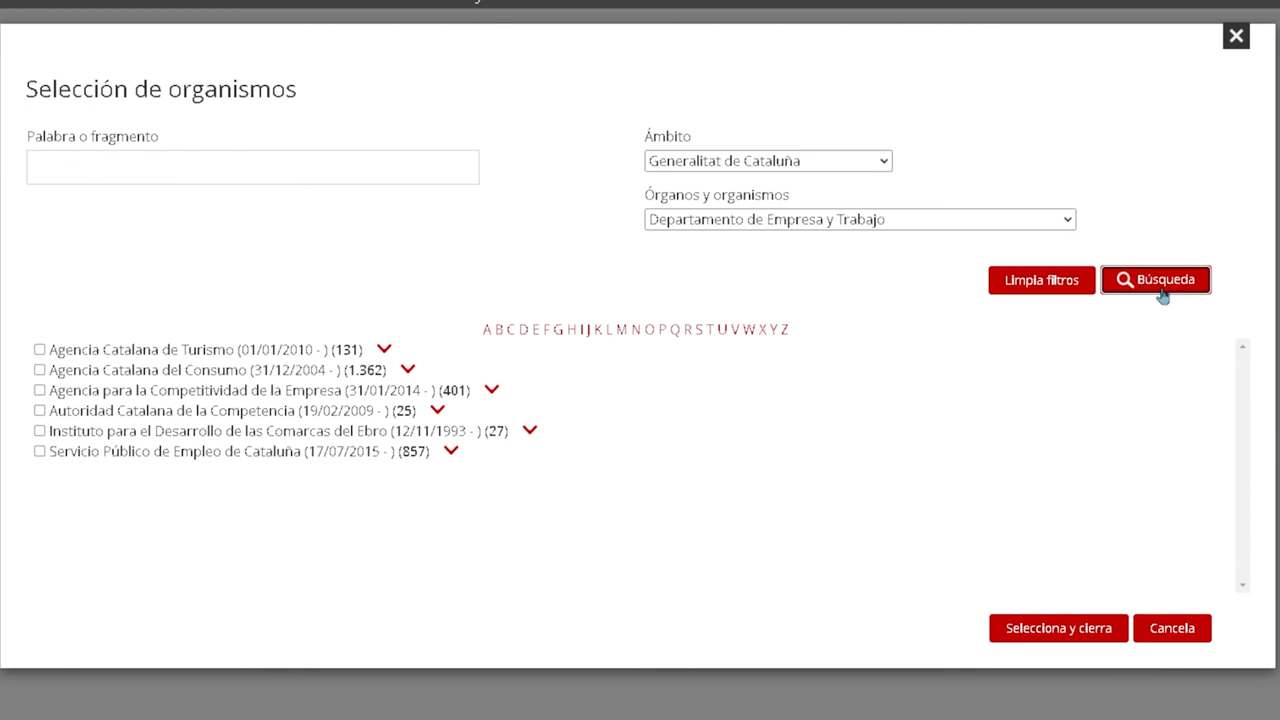 Selección de organismos
Palabra o fragmento
Ámbito
Generalitat de Cataluña
Órganos y organismos
Departamento de Empresa y Trabajo
Limpia filtros
Búsqueda
A B C D E F G H I J K L M N O P Q R S T U V W X Y Z
Agencia Catalana de Turismo (01/01/2010 - ) (131)
Agencia Catalana del Consumo (31/12/2004 - ) (1.362)
Agencia para la Competitividad de la Empresa (31/01/2014 - ) (401)
Autoridad Catalana de la Competencia (19/02/2009 - ) (25)
Instituto para el Desarrollo de las Comarcas del Ebro (12/11/1993 - ) (27)
Servicio Público de Empleo de Cataluña (17/07/2015 - ) (857)
Selecciona y cierra
Cancela